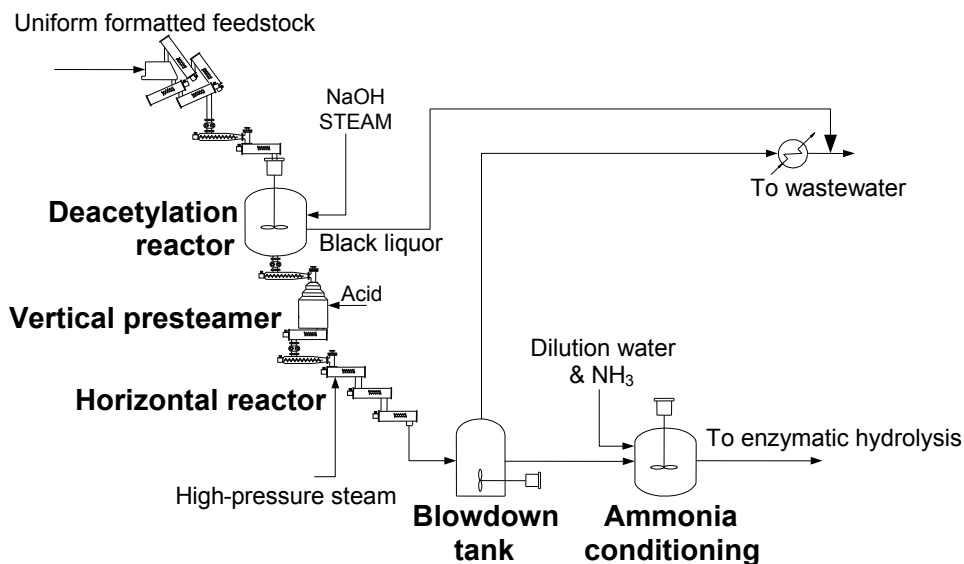 Uniform formatted feedstock
NaOH
STEAM
To wastewater
Deacetylation
reactor
Black liquor
Acid
Vertical presteamer
Dilution water
& NH₃
Horizontal reactor
To enzymatic hydrolysis
High-pressure steam
Blowdown
tank
Ammonia
conditioning